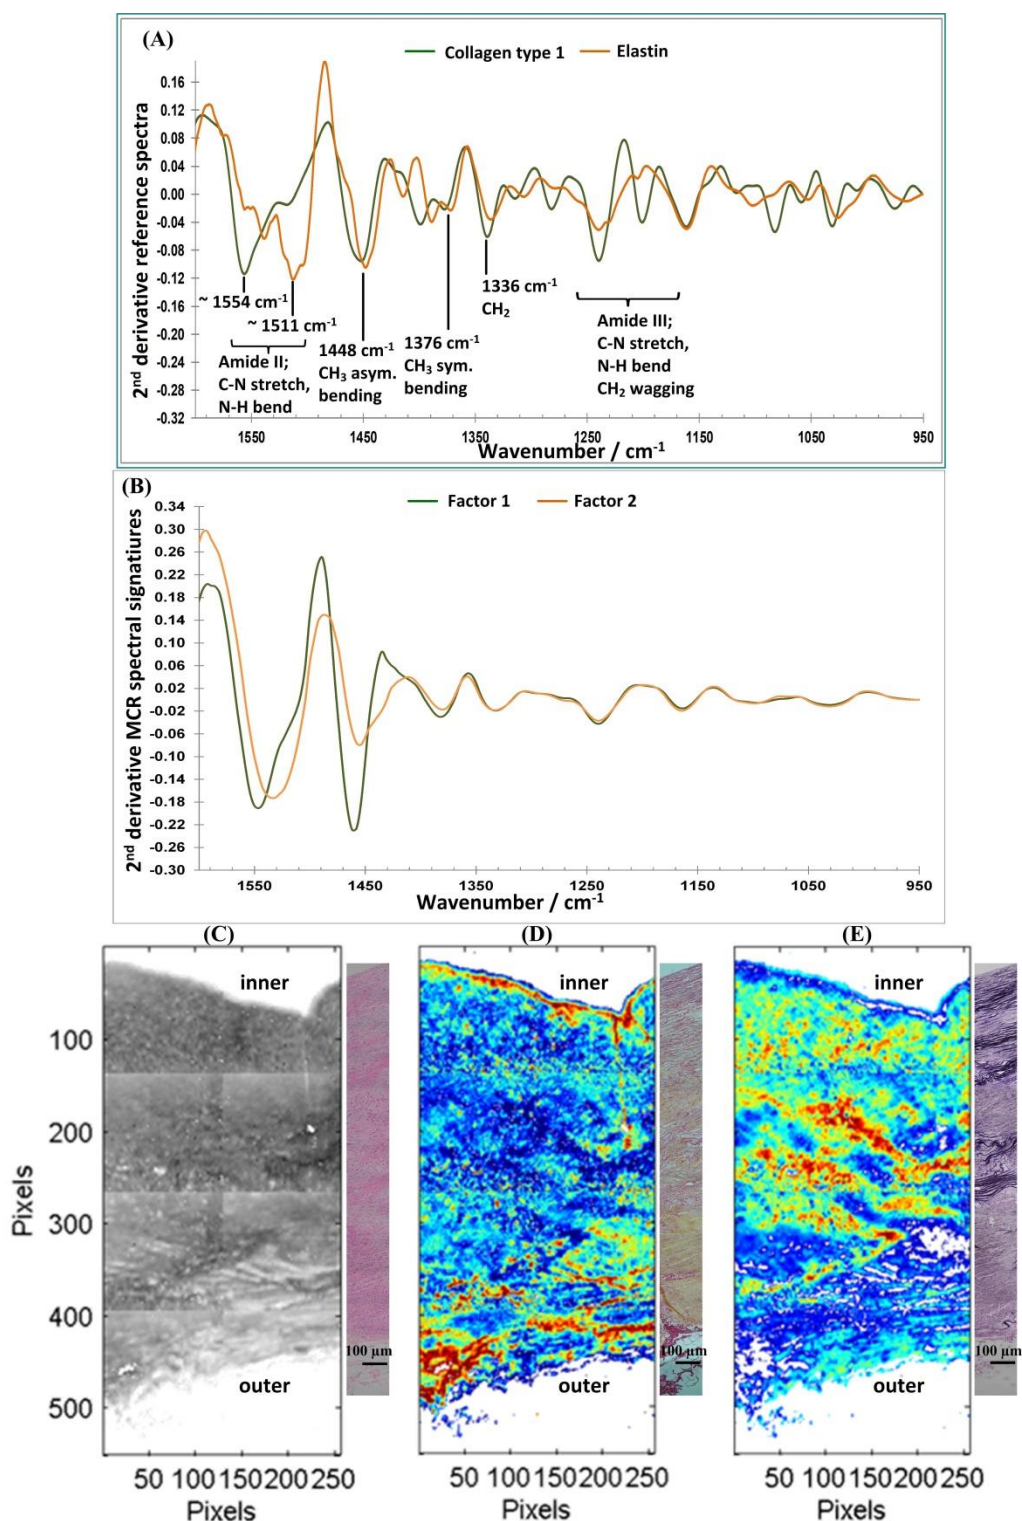 (A)
Collagen type 1
Elastin
2nd derivative reference spectra
0.16
0.12
0.08
0.04
0.00
-0.04
-0.08
-0.12
-0.16
-0.20
-0.24
-0.28
-0.32
~ 1554 cm-1
~ 1511 cm-1
Amide II;
C-N stretch,
N-H bend
1448 cm-1
CH3 asym.
bending
1376 cm-1
CH3 sym.
bending
1336 cm-1
CH2
Amide III;
C-N stretch,
N-H bend
CH2 wagging
1550 1450 1350 1250 1150 1050 950
Wavenumber / cm-1
(B)
Factor 1
Factor 2
2nd derivative MCR spectral signatiures
0.34
0.30
0.26
0.22
0.18
0.14
0.10
0.06
0.02
-0.02
-0.06
-0.10
-0.14
-0.18
-0.22
-0.26
-0.30
1550 1450 1350 1250 1150 1050 950
Wavenumber / cm-1
(C)
(D)
(E)
inner
inner
inner
Pixels
100
200
300
400
500
100 µm
100 µm
100 µm
outer
outer
outer
50 100 150 200 250
50 100 150 200 250
50 100 150 200 250
Pixels
Pixels
Pixels